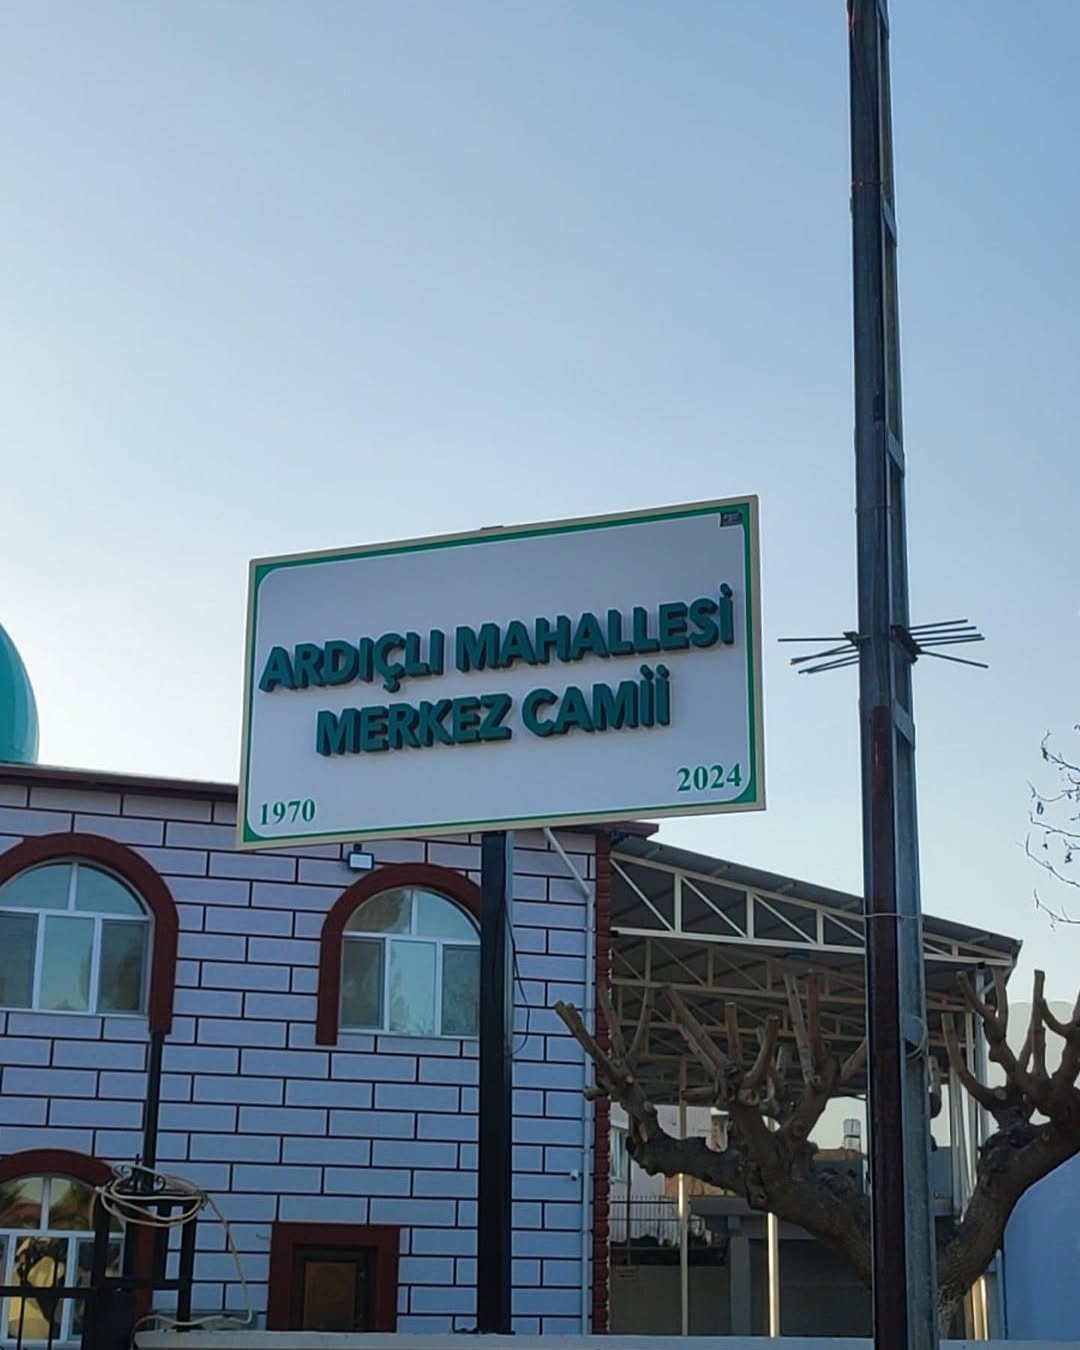 ARDIÇLI MAHALLESİ
MERKEZ CAMİİ
1970 2024